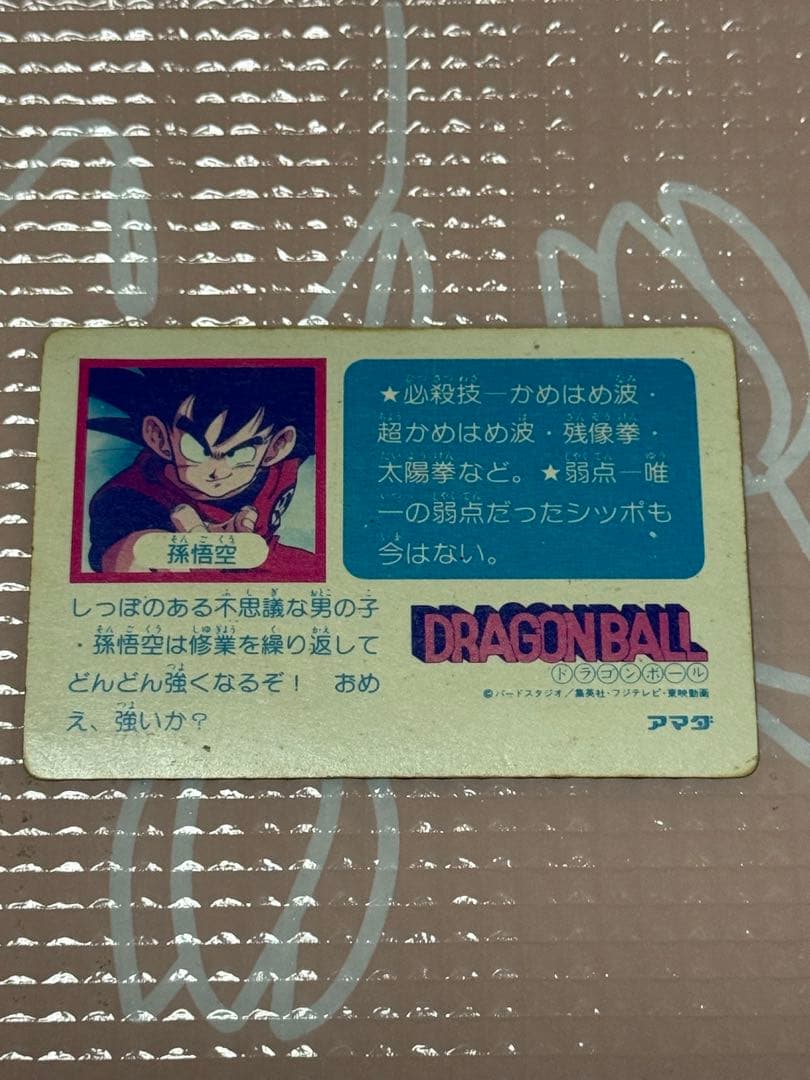 孫悟空
★必殺技―かめはめ波・
超かめはめ波・残像拳・
太陽拳など。★弱点―唯
一の弱点だったシッポも
今はない。
しっぽのある不思議な男の子
・孫悟空は修業を繰り返して
どんどん強くなるぞ！ おめ
え、強いか？
DRAGONBALL
ドラゴンボール
©バードスタジオ／集英社・フジテレビ・東映動画
アマダ